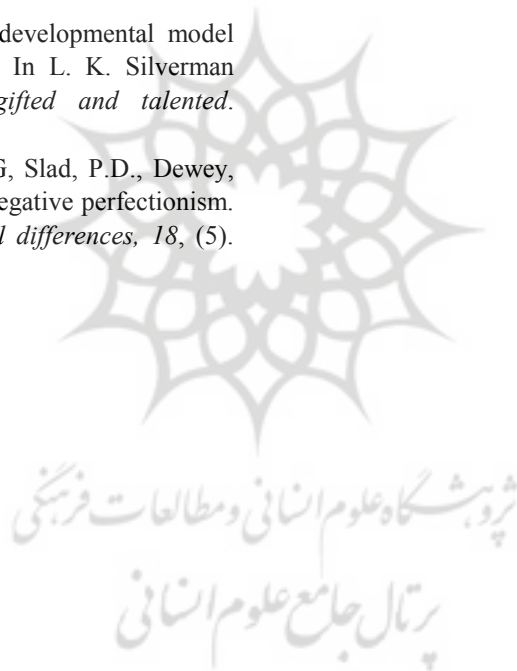 developmental model
In L. K. Silverman
gifted and talented.
G, Slad, P.D., Dewey,
egative perfectionism.
l differences, 18, (5).
پژوهشگاه علوم انسانی و مطالعات فرهنگی
پرتال جامع علوم انسانی